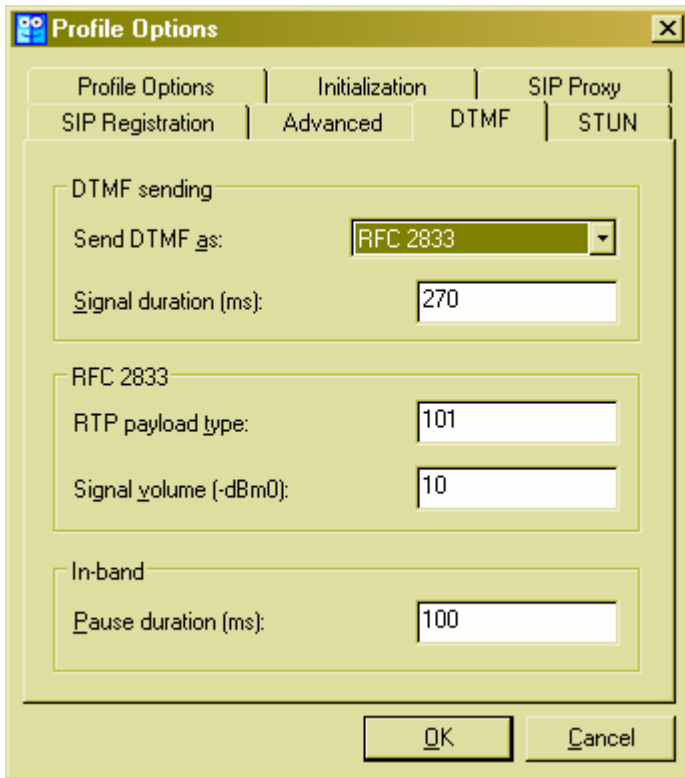 Profile Options
Profile Options Initialization SIP Proxy
SIP Registration Advanced DTMF STUN
DTMF sending
Send DTMF as: RFC 2833
Signal duration (ms): 270
RFC 2833
RTP payload type: 101
Signal volume (-dBm0): 10
In-band
Pause duration (ms): 100
OK Cancel